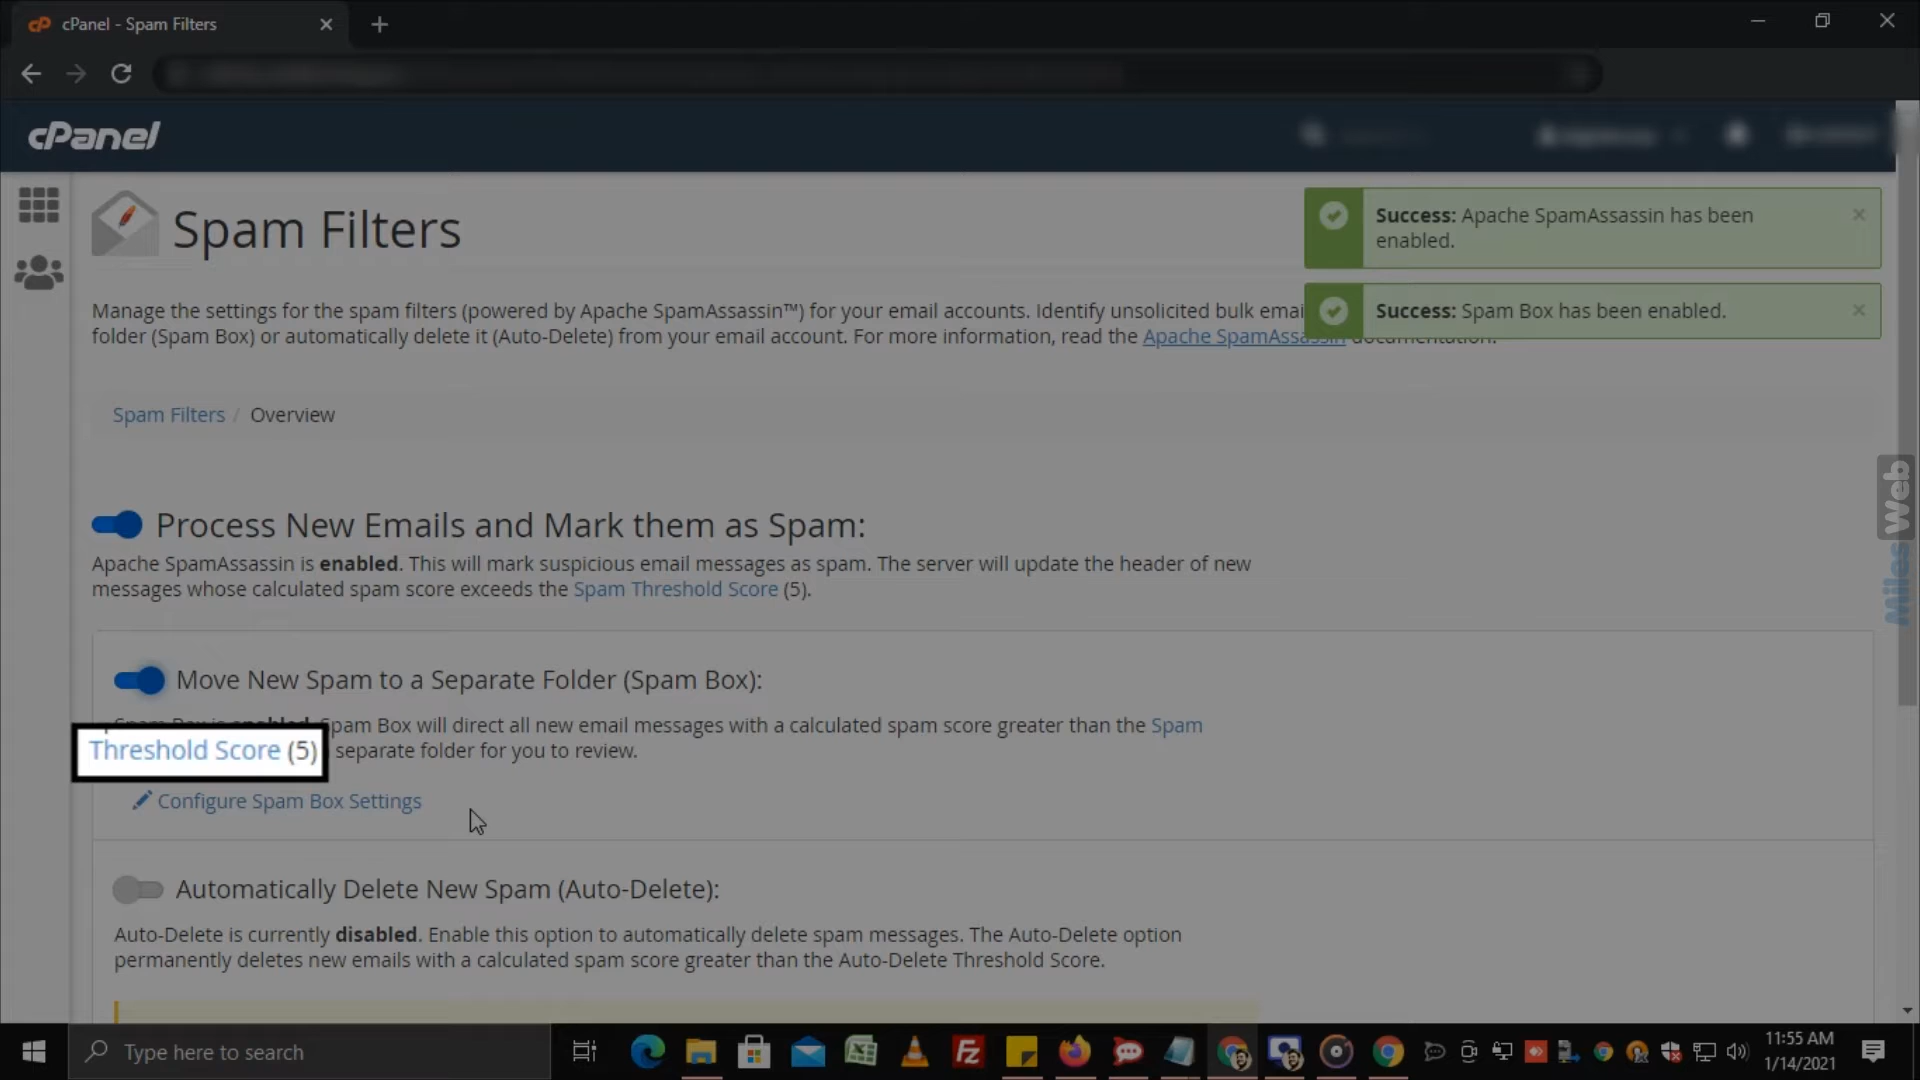 cPanel - Spam Filters
cPanel
Spam Filters
Success: Apache SpamAssassin has been
enabled.
Success: Spam Box has been enabled.
Manage the settings for the spam filters (powered by Apache SpamAssassin™) for your email accounts. Identify unsolicited bulk emai
folder (Spam Box) or automatically delete it (Auto-Delete) from your email account. For more information, read the Apache SpamAssassin documentation.
Spam Filters / Overview
Process New Emails and Mark them as Spam:
Apache SpamAssassin is enabled. This will mark suspicious email messages as spam. The server will update the header of new
messages whose calculated spam score exceeds the Spam Threshold Score (5).
Move New Spam to a Separate Folder (Spam Box):
Spam Box is enabled. Spam Box will direct all new email messages with a calculated spam score greater than the Spam
Threshold Score (5) separate folder for you to review.
Configure Spam Box Settings
Automatically Delete New Spam (Auto-Delete):
Auto-Delete is currently disabled. Enable this option to automatically delete spam messages. The Auto-Delete option
permanently deletes new emails with a calculated spam score greater than the Auto-Delete Threshold Score.
MilesWeb
Type here to search
11:55 AM
1/14/2021